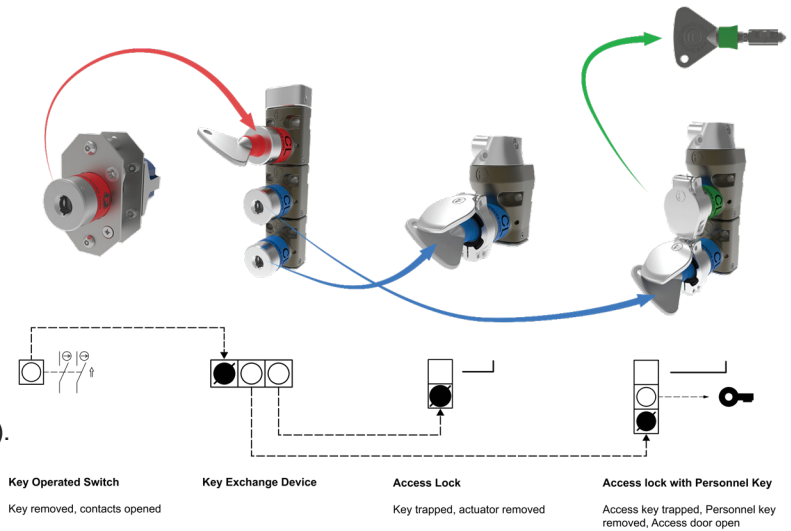 ).
Key Operated Switch
Key Exchange Device
Access Lock
Access lock with Personnel Key
Key removed, contacts opened
Key trapped, actuator removed
Access key trapped, Personnel key
removed, Access door open